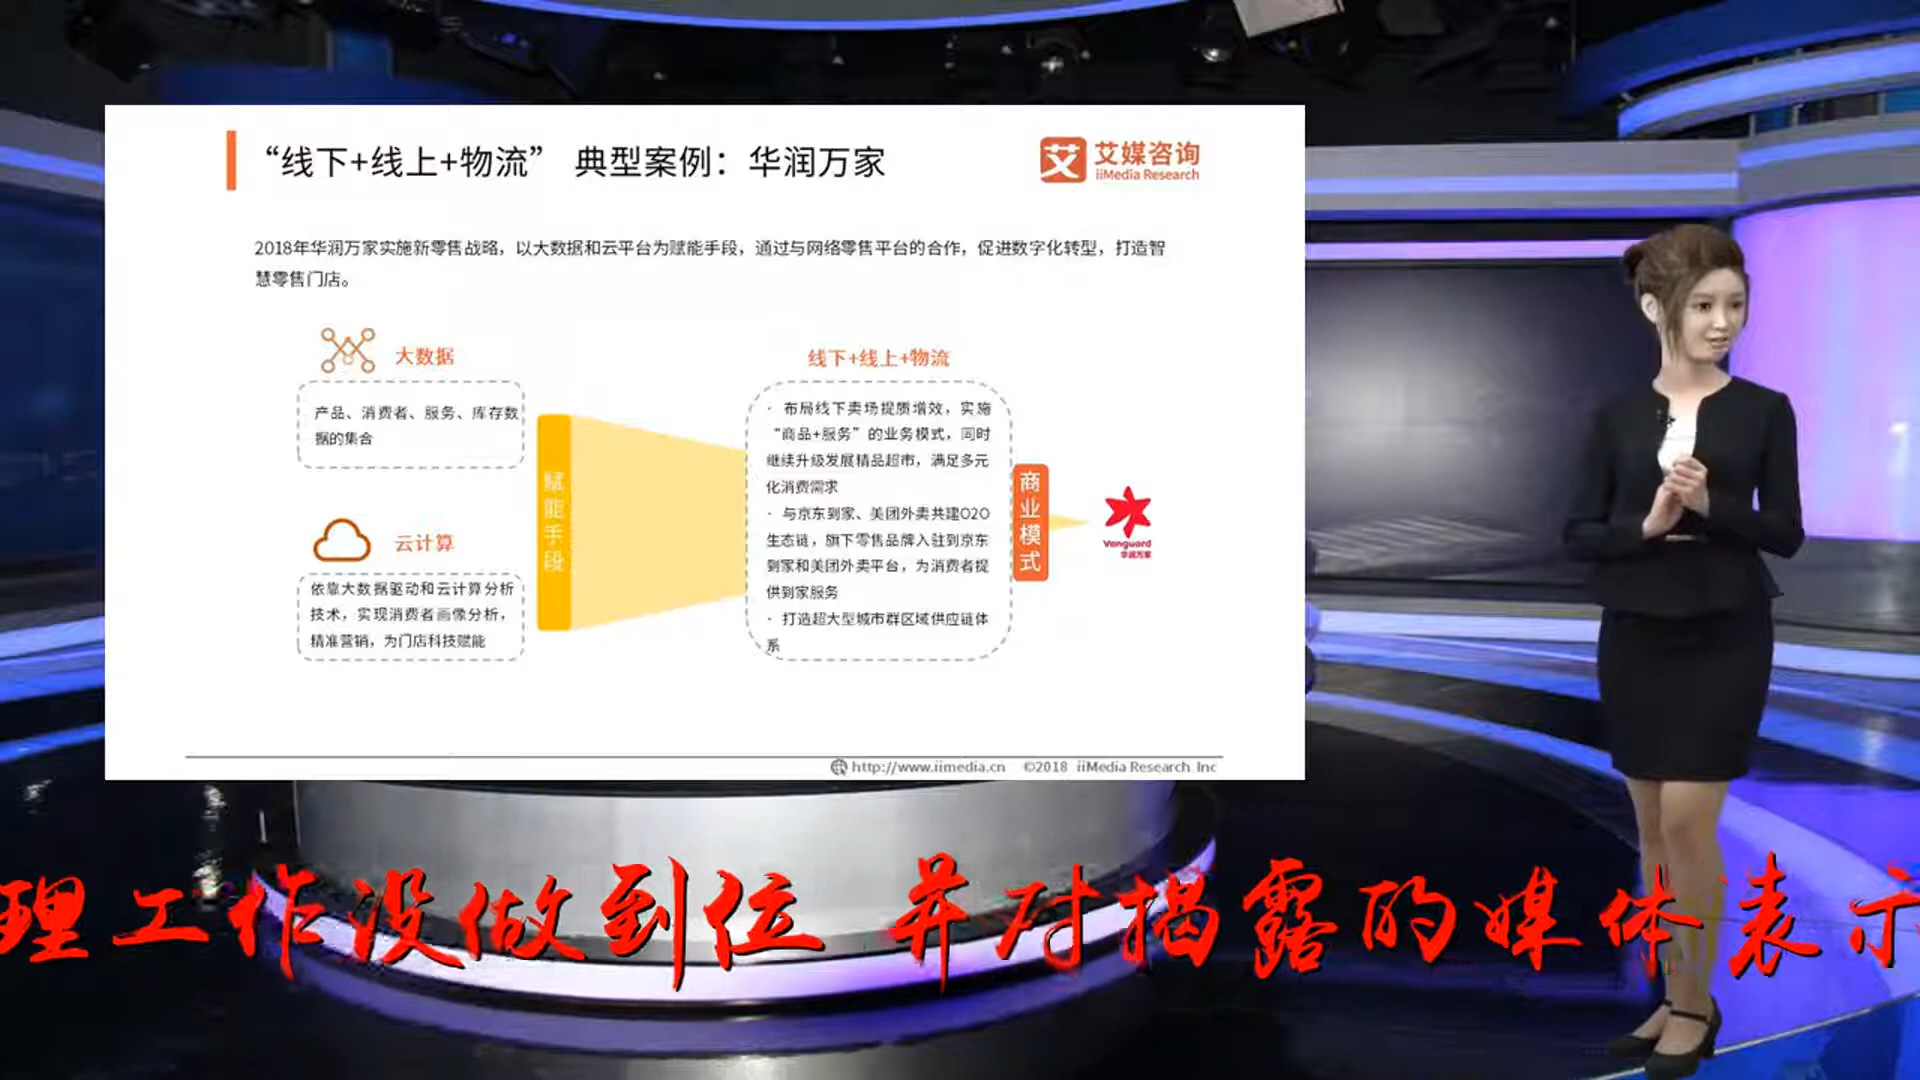 “线下+线上+物流” 典型案例：华润万家
艾
艾媒咨询
iiMedia Research
2018年华润万家实施新零售战略，以大数据和云平台为赋能手段，通过与网络零售平台的合作，促进数字化转型，打造智
慧零售门店。
大数据
产品、消费者、服务、库存数
据的集合
云计算
依靠大数据驱动和云计算分析
技术，实现消费者画像分析，
精准营销，为门店科技赋能
赋能手段
线下+线上+物流
· 布局线下卖场提质增效，实施
“商品+服务”的业务模式，同时
继续升级发展精品超市，满足多元
化消费需求
· 与京东到家、美团外卖共建O2O
生态链，旗下零售品牌入驻到京东
到家和美团外卖平台，为消费者提
供到家服务
· 打造超大型城市群区域供应链体
系
商业模式
Vanguard
华润万家
http://www.iimedia.cn ©2018 iiMedia Research Inc
理工作没做到位 并对揭露的媒体表示